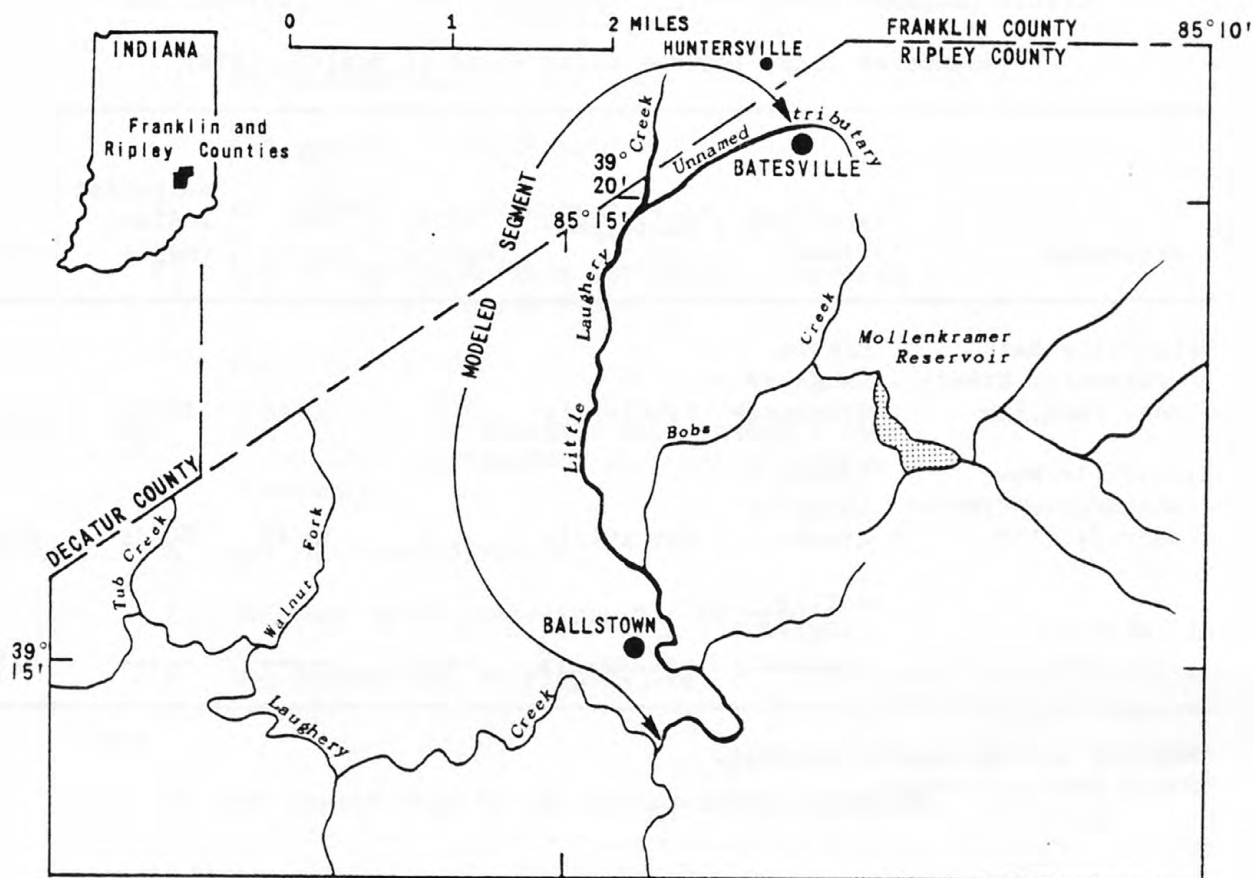 0 1 2 MILES
INDIANA
Franklin and
Ripley Counties
HUNTERSVILLE
FRANKLIN COUNTY
RIPLEY COUNTY
85° 10'
Unnamed tributary
BATESVILLE
39°
20'
85° 15'
Little Laughery Creek
MODELED SEGMENT
Bobs Creek
Mollenkramer
Reservoir
DECATUR COUNTY
Tub Creek
Walnut Fork
BALLSTOWN
39°
15'
Laughery Creek